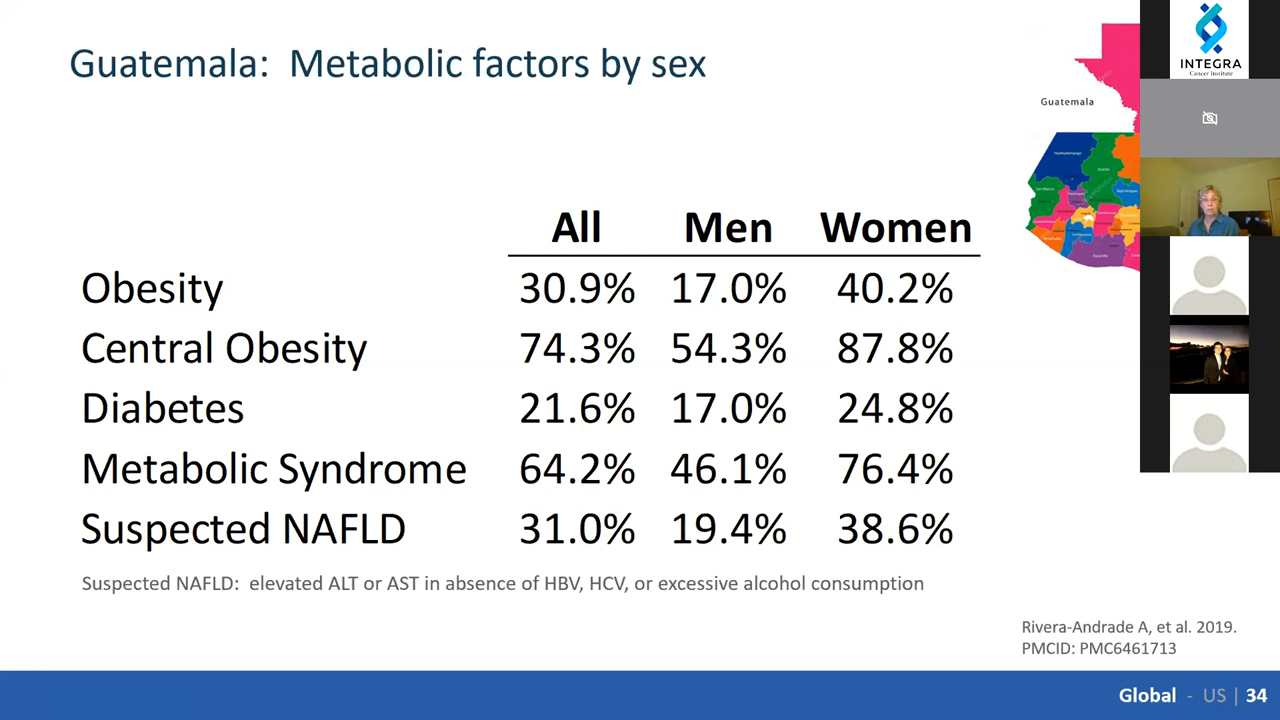 Guatemala: Metabolic factors by sex
INTEGRA
Cancer Institute
Guatemala
All Men Women
Obesity 30.9% 17.0% 40.2%
Central Obesity 74.3% 54.3% 87.8%
Diabetes 21.6% 17.0% 24.8%
Metabolic Syndrome 64.2% 46.1% 76.4%
Suspected NAFLD 31.0% 19.4% 38.6%
Suspected NAFLD: elevated ALT or AST in absence of HBV, HCV, or excessive alcohol consumption
Rivera-Andrade A, et al. 2019.
PMCID: PMC6461713
Global - US | 34